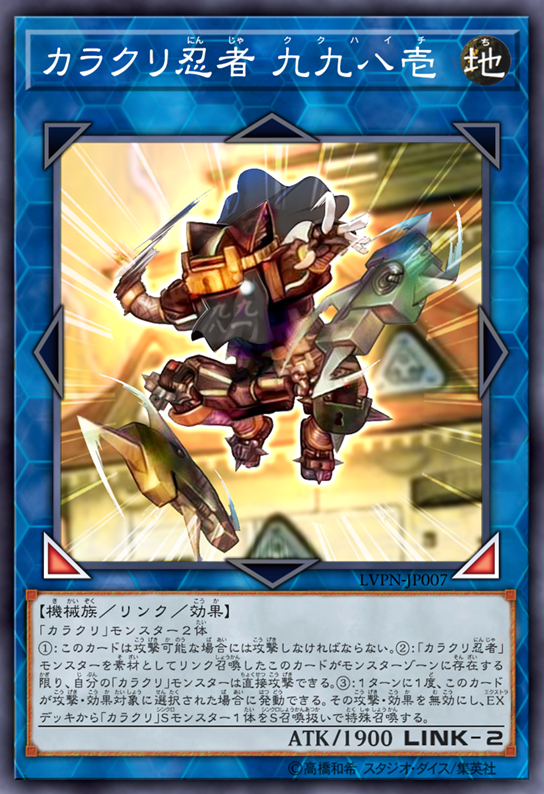 カラクリ忍者 九九八壱 地
LVPN-JP007
【機械族／リンク／効果】
「カラクリ」モンスター２体
①:このカードは攻撃可能な場合には攻撃しなければならない。②:「カラクリ忍者」
モンスターを素材としてリンク召喚したこのカードがモンスターゾーンに存在する
限り、自分の「カラクリ」モンスターは直接攻撃できる。③:1ターンに1度、このカード
が攻撃・効果対象に選択された場合に発動できる。その攻撃・効果を無効にし、EX
デッキから「カラクリ」Sモンスター1体をS召喚扱いで特殊召喚する。
ATK/1900 LINK-2
©高橋和希 スタジオ・ダイス/集英社